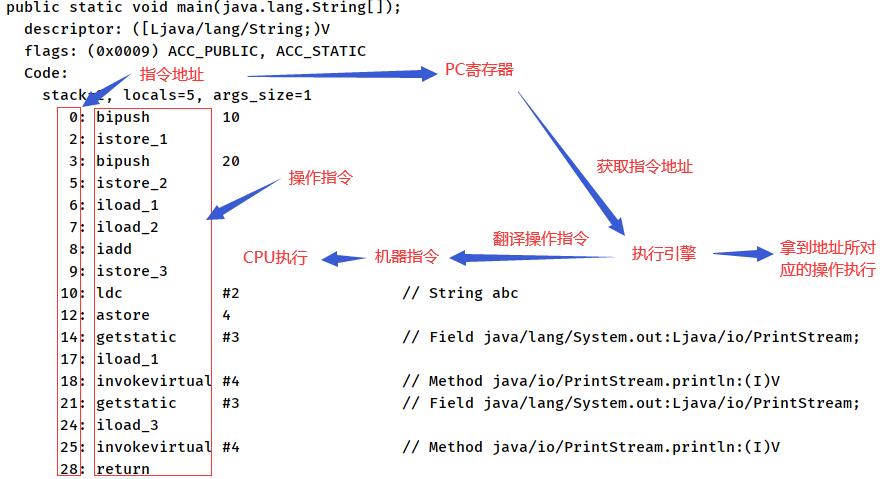 public static void main(java.lang.String[]);
descriptor: ([Ljava/lang/String;)V
flags: (0x0009) ACC_PUBLIC, ACC_STATIC
Code:
指令地址
PC寄存器
stack=2, locals=5, args_size=1
0: bipush 10
2: istore_1
3: bipush 20
获取指令地址
5: istore_2
操作指令
6: iload_1
7: iload_2
翻译操作指令
8: iadd
CPU执行
机器指令
执行引擎
拿到地址所对
应的操作执行
9: istore_3
10: ldc #2 // String abc
12: astore 4
14: getstatic #3 // Field java/lang/System.out:Ljava/io/PrintStream;
17: iload_1
18: invokevirtual #4 // Method java/io/PrintStream.println:(I)V
21: getstatic #3 // Field java/lang/System.out:Ljava/io/PrintStream;
24: iload_3
25: invokevirtual #4 // Method java/io/PrintStream.println:(I)V
28: return